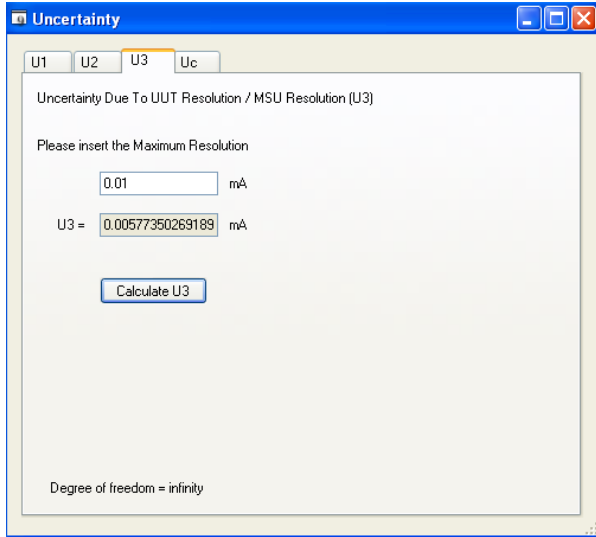 Uncertainty
U1 U2 U3 Uc
Uncertainty Due To UUT Resolution / MSU Resolution (U3)
Please insert the Maximum Resolution
0.01 mA
U3 = 0.00577350269189 mA
Calculate U3
Degree of freedom = infinity